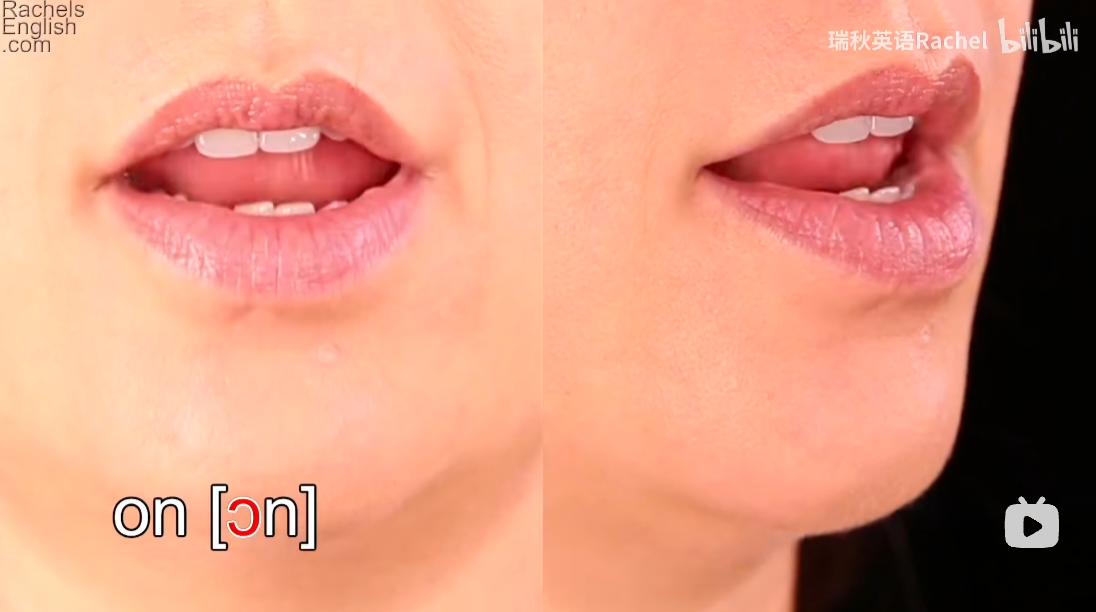 Rachels
English
.com
瑞秋英语Rachel bilibili
on [ɔn]